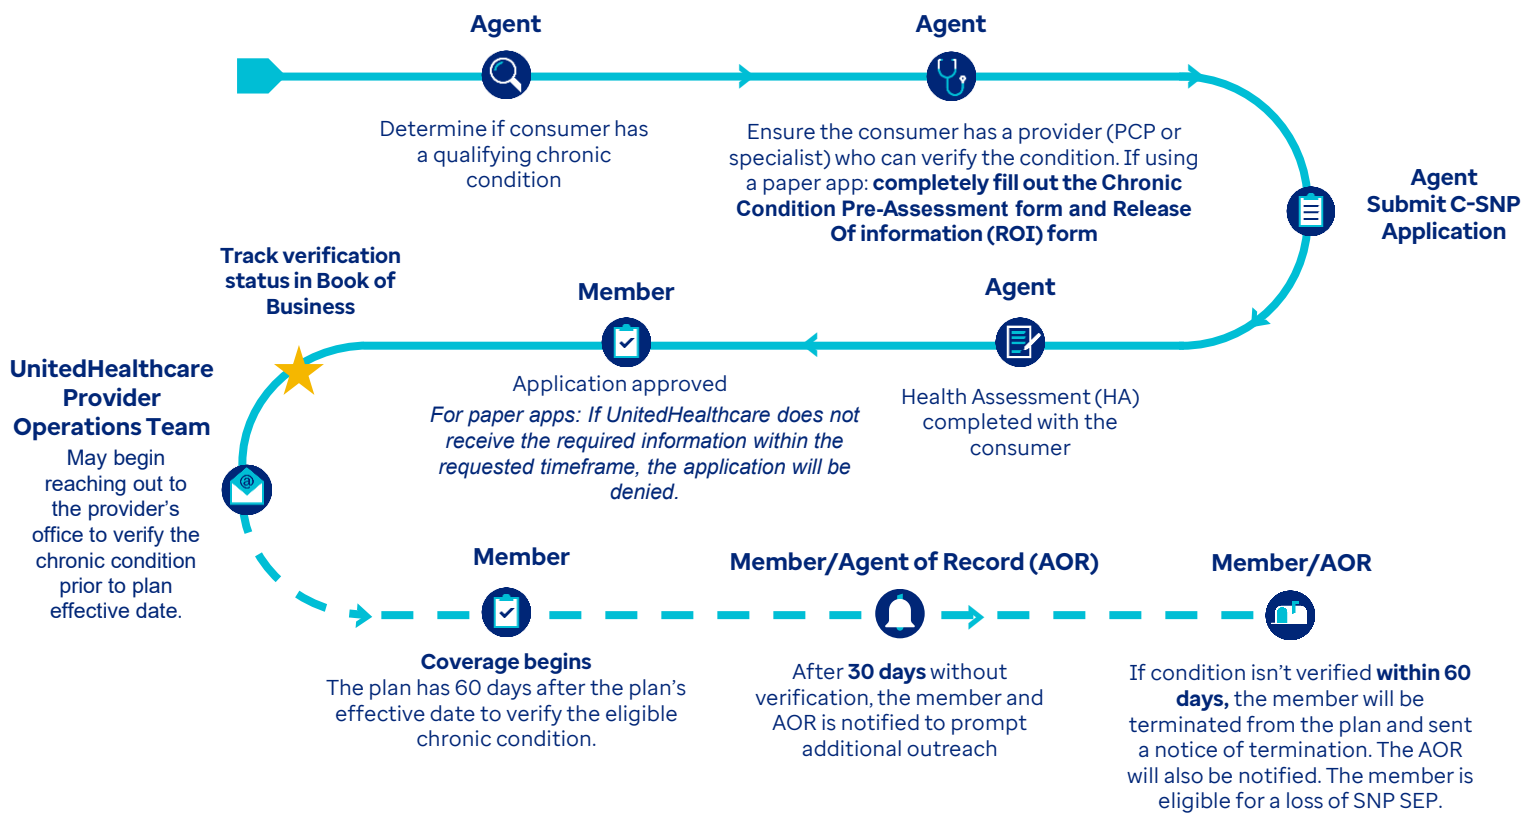 Agent
Determine if consumer has
a qualifying chronic
condition
Agent
Ensure the consumer has a provider (PCP or
specialist) who can verify the condition. If using
a paper app: completely fill out the Chronic
Condition Pre-Assessment form and Release
Of information (ROI) form
Agent
Submit C-SNP
Application
Agent
Health Assessment (HA)
completed with the
consumer
Member
Application approved
For paper apps: If UnitedHealthcare does not
receive the required information within the
requested timeframe, the application will be
denied.
Track verification
status in Book of
Business
UnitedHealthcare
Provider
Operations Team
May begin
reaching out to
the provider’s
office to verify the
chronic condition
prior to plan
effective date.
@
Member
Coverage begins
The plan has 60 days after the plan’s
effective date to verify the eligible
chronic condition.
Member/Agent of Record (AOR)
After 30 days without
verification, the member and
AOR is notified to prompt
additional outreach
Member/AOR
If condition isn’t verified within 60
days, the member will be
terminated from the plan and sent
a notice of termination. The AOR
will also be notified. The member is
eligible for a loss of SNP SEP.